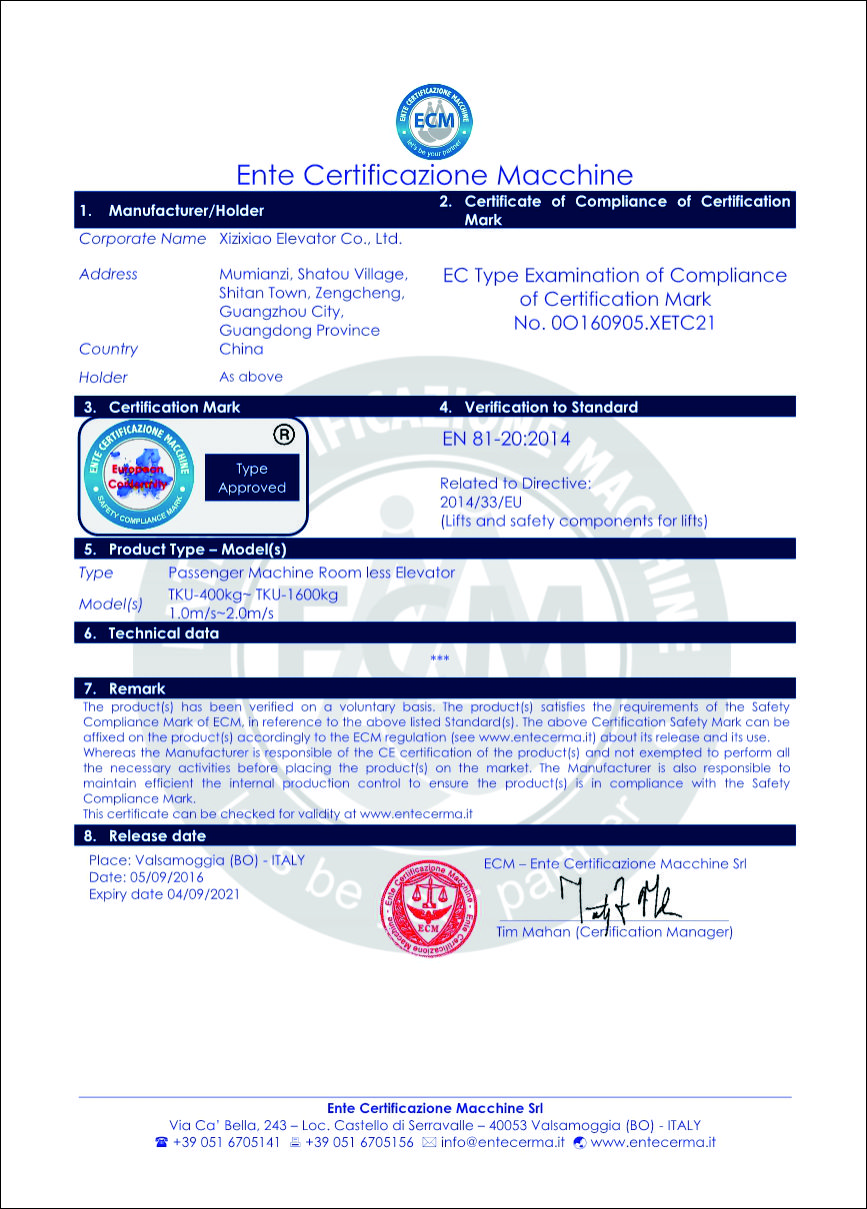 ENTE CERTIFICAZIONE MACCHINE
ECM
let's be your partner
Ente Certificazione Macchine
1. Manufacturer/Holder
2. Certificate of Compliance of Certification
Mark
Corporate Name Xizixiao Elevator Co., Ltd.
Address Mumianzi, Shatou Village,
Shitan Town, Zengcheng,
Guangzhou City,
Guangdong Province
Country China
Holder As above
EC Type Examination of Compliance
of Certification Mark
No. 0O160905.XETC21
3. Certification Mark
4. Verification to Standard
ENTE CERTIFICAZIONE MACCHINE
European
Conformity
SAFETY COMPLIANCE MARK
®
Type
Approved
EN 81-20:2014
Related to Directive:
2014/33/EU
(Lifts and safety components for lifts)
5. Product Type – Model(s)
Type Passenger Machine Room less Elevator
Model(s) TKU-400kg~ TKU-1600kg
1.0m/s~2.0m/s
6. Technical data
***
7. Remark
The product(s) has been verified on a voluntary basis. The product(s) satisfies the requirements of the Safety
Compliance Mark of ECM, in reference to the above listed Standard(s). The above Certification Safety Mark can be
affixed on the product(s) accordingly to the ECM regulation (see www.entecerma.it) about its release and its use.
Whereas the Manufacturer is responsible of the CE certification of the product(s) and not exempted to perform all
the necessary activities before placing the product(s) on the market. The Manufacturer is also responsible to
maintain efficient the internal production control to ensure the product(s) is in compliance with the Safety
Compliance Mark.
This certificate can be checked for validity at www.entecerma.it
8. Release date
Place: Valsamoggia (BO) - ITALY
Date: 05/09/2016
Expiry date 04/09/2021
Ente Certificazione Macchine - Ente Certificazione Macchine -
ECM
ECM – Ente Certificazione Macchine Srl
Tim Mahan (Certification Manager)
Ente Certificazione Macchine Srl
Via Ca’ Bella, 243 – Loc. Castello di Serravalle – 40053 Valsamoggia (BO) - ITALY
☎ +39 051 6705141 +39 051 6705156 info@entecerma.it www.entecerma.it